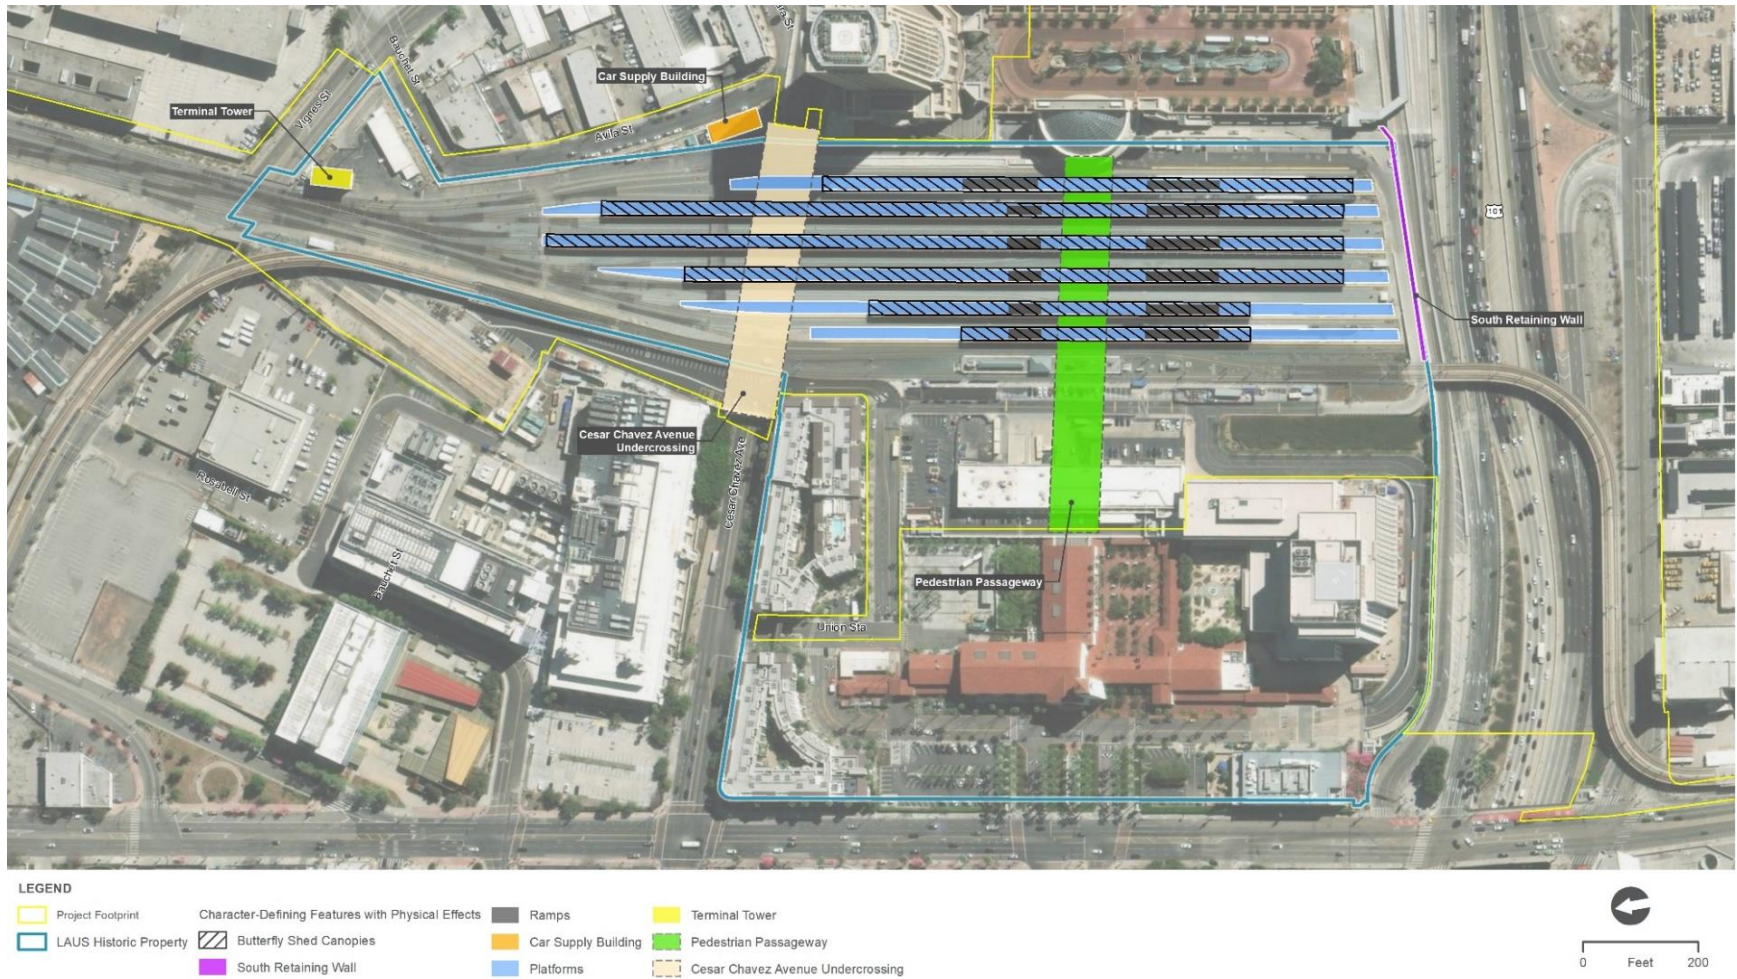 ra St
Bauchet St
Car Supply Building
Terminal Tower
Vignes St
Avila St
101
South Retaining Wall
Cesar Chavez Avenue
Undercrossing
Cesar Chavez Ave
Rosabell St
Bauchet St
Pedestrian Passageway
Union Sta
LEGEND
Project Footprint
LAUS Historic Property
Character-Defining Features with Physical Effects
Butterfly Shed Canopies
South Retaining Wall
Ramps
Car Supply Building
Platforms
Terminal Tower
Pedestrian Passageway
Cesar Chavez Avenue Undercrossing
0 Feet 200